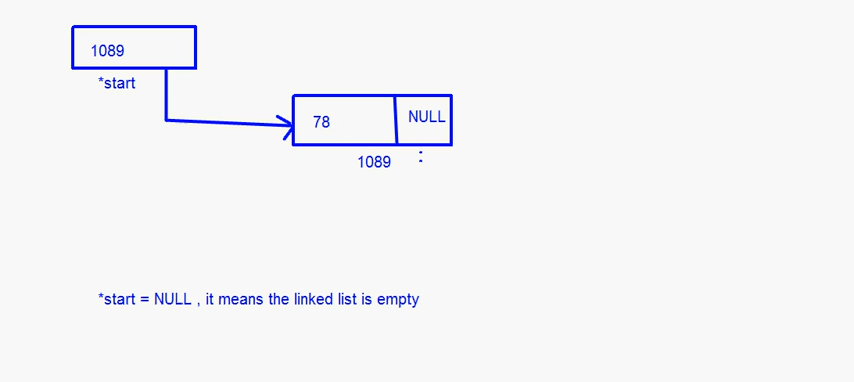 1089
*start
78
NULL
1089
:
*start = NULL , it means the linked list is empty